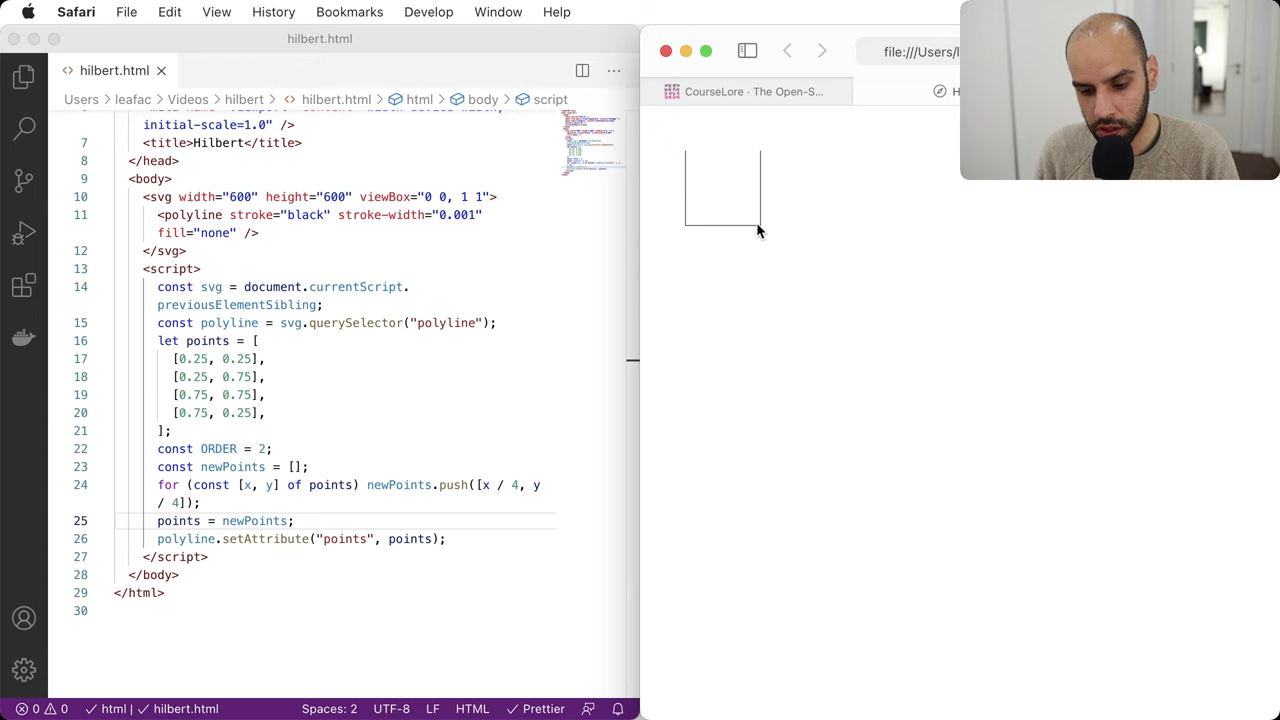 Safari File Edit View History Bookmarks Develop Window Help
hilbert.html
hilbert.html
Users leafac Videos hilbert hilbert.html html body script
initial-scale=1.0" />
7 <title>Hilbert</title>
8 </head>
9 <body>
10 <svg width="600" height="600" viewBox="0 0, 1 1">
11 <polyline stroke="black" stroke-width="0.001"
fill="none" />
12 </svg>
13 <script>
14 const svg = document.currentScript.
previousElementSibling;
15 const polyline = svg.querySelector("polyline");
16 let points = [
17 [0.25, 0.25],
18 [0.25, 0.75],
19 [0.75, 0.75],
20 [0.75, 0.25],
21 ];
22 const ORDER = 2;
23 const newPoints = [];
24 for (const [x, y] of points) newPoints.push([x / 4, y
/ 4]);
25 points = newPoints;
26 polyline.setAttribute("points", points);
27 </script>
28 </body>
29 </html>
30
0 0 html | hilbert.html Spaces: 2 UTF-8 LF HTML Prettier
file:///Users/l
CourseLore · The Open-S...
H